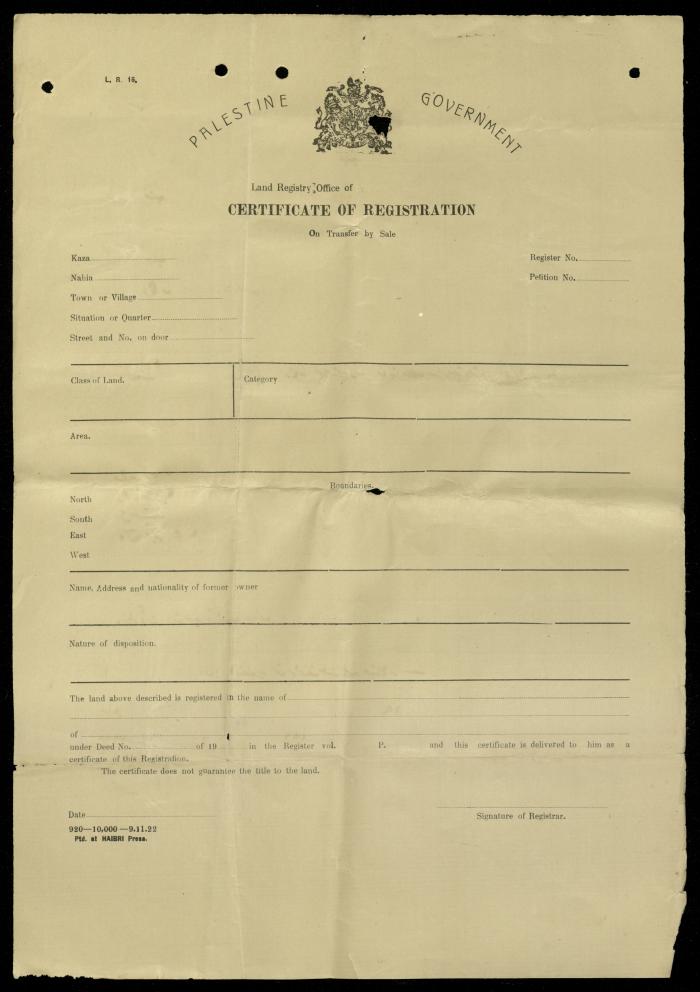 L. R. 16.
PALESTINE GOVERNMENT
Land Registry Office of
CERTIFICATE OF REGISTRATION
On Transfer by Sale
Kaza
Register No.
Nahia
Petition No.
Town or Village
Situation or Quarter
Street and No. on door
Class of Land.
Category
Area.
Boundaries.
North
South
East
West
Name, Address and nationality of former owner
Nature of disposition.
The land above described is registered in the name of
of
under Deed No. of 19 in the Register vol. P. and this certificate is delivered to him as a
certificate of this Registration.
The certificate does not guarantee the title to the land.
Date
Signature of Registrar.
920—10,000—9.11.22
Ptd. at HAIBRI Press.